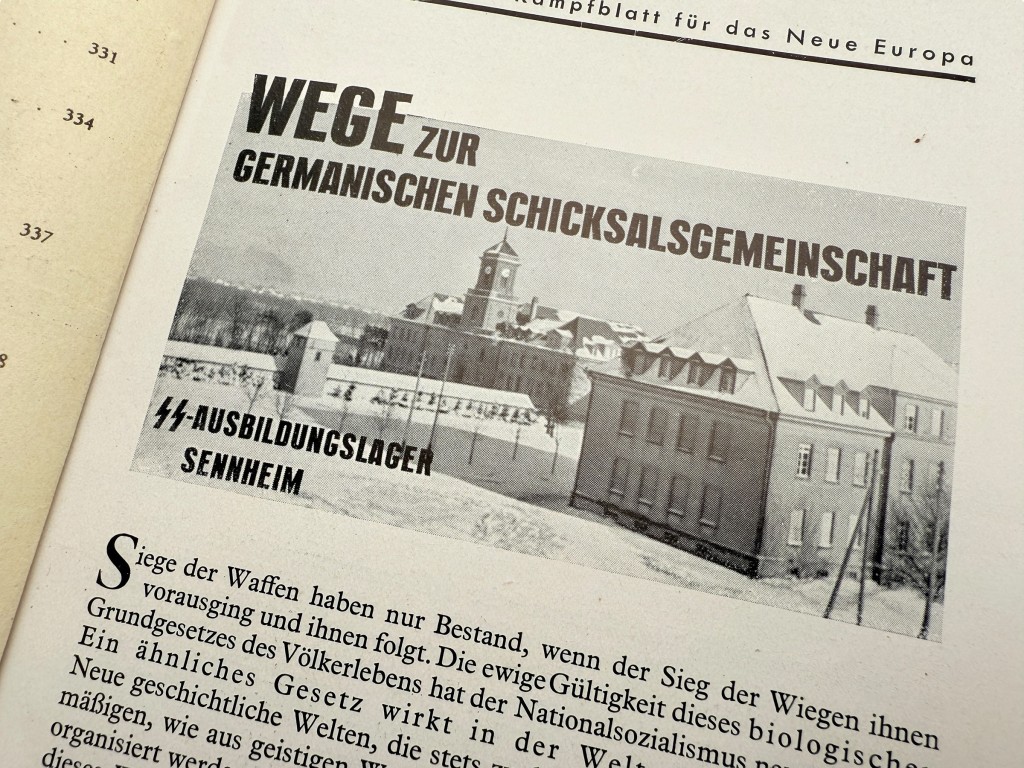 331
334
337
8
Kampfblatt für das Neue Europa
WEGE ZUR
GERMANISCHEN SCHICKSALSGEMEINSCHAFT
SS-AUSBILDUNGSLAGER
SENNHEIM
Siege der Waffen haben nur Bestand, wenn der Sieg der Wiegen ihnen
vorausging und ihnen folgt. Die ewige Gültigkeit dieses biologischen
Grundgesetzes des Völkerlebens hat der Nationalsozialismus
Ein ähnliches Gesetz wirkt in der Welt
Neue geschichtliche Welten, die stets
mäßigen, wie aus geistigen
organisiert